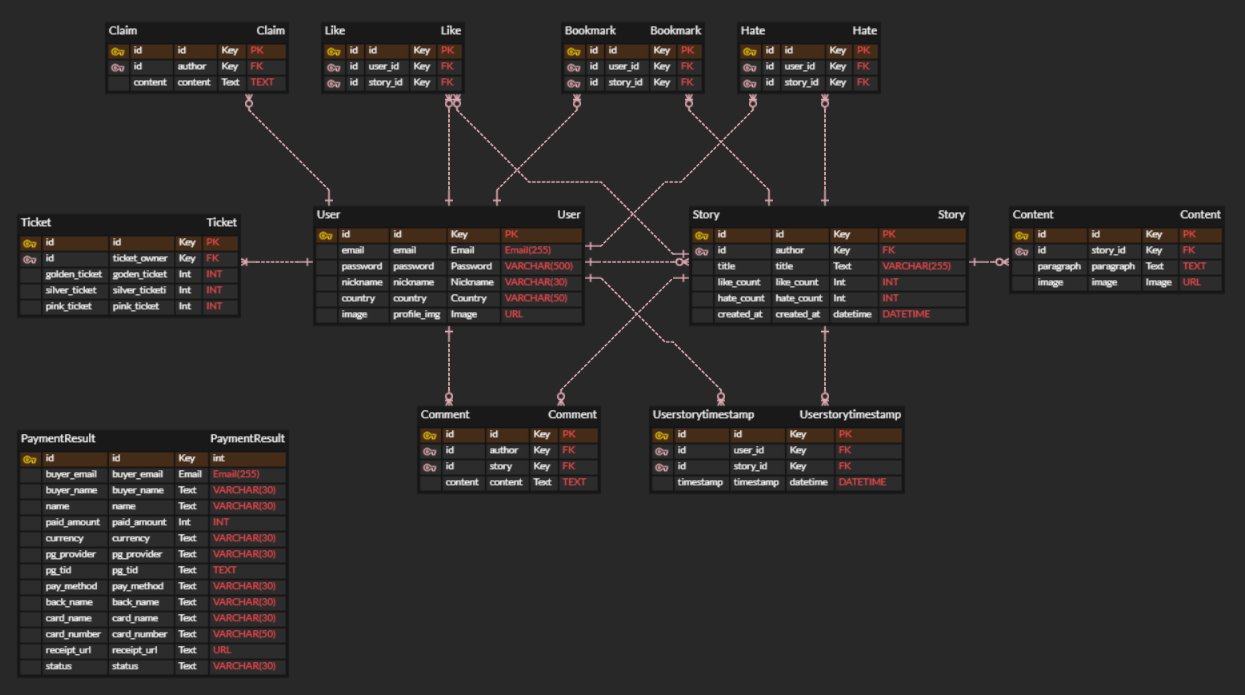 Claim Claim
id id Key PK
id author Key FK
content content Text TEXT
Like Like
id id Key PK
id user_id Key FK
id story_id Key FK
Bookmark Bookmark
id id Key PK
id user_id Key FK
id story_id Key FK
Hate Hate
id id Key PK
id user_id Key FK
id story_id Key FK
Ticket Ticket
id id Key PK
id ticket_owner Key FK
golden_ticket goden_ticket Int INT
silver_ticket silver_ticketi Int INT
pink_ticket pink_ticket Int INT
User User
id id Key PK
email email Email Email(255)
password password Password VARCHAR(500)
nickname nickname Nickname VARCHAR(30)
country country Country VARCHAR(50)
image profile_img Image URL
Story Story
id id Key PK
id author Key FK
title title Text VARCHAR(255)
like_count like_count Int INT
hate_count hate_count Int INT
created_at created_at datetime DATETIME
Content Content
id id Key PK
id story_id Key FK
paragraph paragraph Text TEXT
image image Image URL
Comment Comment
id id Key PK
id author Key FK
id story Key FK
content content Text TEXT
Userstorytimestamp Userstorytimestamp
id id Key PK
id user_id Key FK
id story_id Key FK
timestamp timestamp datetime DATETIME
PaymentResult PaymentResult
id id Key int
buyer_email buyer_email Email Email(255)
buyer_name buyer_name Text VARCHAR(30)
name name Text VARCHAR(30)
paid_amount paid_amount Int INT
currency currency Text VARCHAR(30)
pg_provider pg_provider Text VARCHAR(30)
pg_tid pg_tid Text TEXT
pay_method pay_method Text VARCHAR(30)
back_name back_name Text VARCHAR(30)
card_name card_name Text VARCHAR(30)
card_number card_number Text VARCHAR(50)
receipt_url receipt_url Text URL
status status Text VARCHAR(30)